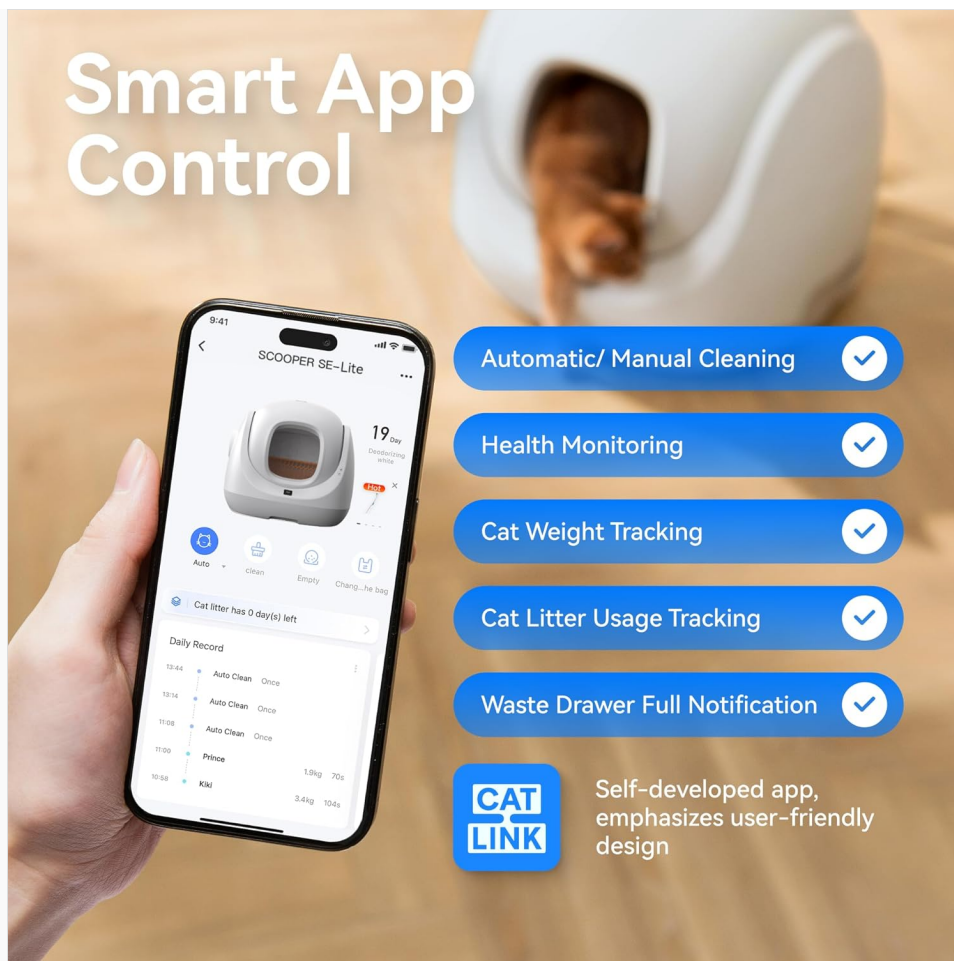 Smart App
Control
9:41
SCOOPER SE-Lite
19 Day
Deodorizing
white
Hot
Auto
clean
Empty
Chang...he bag
Cat litter has 0 day(s) left
Daily Record
13:44 Auto Clean Once
13:14 Auto Clean Once
11:08 Auto Clean Once
11:00 Prince 1.9kg 70s
10:58 Kiki 3.4kg 104s
Automatic/ Manual Cleaning
Health Monitoring
Cat Weight Tracking
Cat Litter Usage Tracking
Waste Drawer Full Notification
CAT
LINK
Self-developed app,
emphasizes user-friendly
design